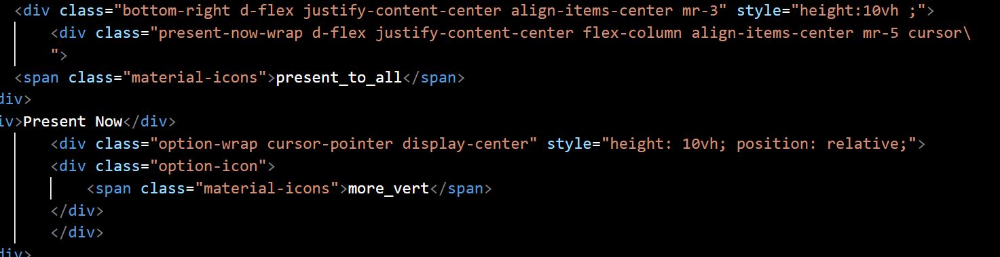 <div class="bottom-right d-flex justify-content-center align-items-center mr-3" style="height:10vh ;">
<div class="present-now-wrap d-flex justify-content-center flex-column align-items-center mr-5 cursor\
">
<span class="material-icons">present_to_all</span>
div>
iv>Present Now</div>
<div class="option-wrap cursor-pointer display-center" style="height: 10vh; position: relative;">
<div class="option-icon">
<span class="material-icons">more_vert</span>
</div>
</div>
div>